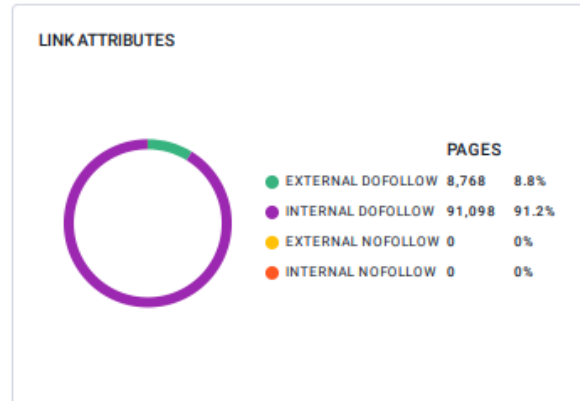 LINK ATTRIBUTES
PAGES
EXTERNAL DOFOLLOW 8,768 8.8%
INTERNAL DOFOLLOW 91,098 91.2%
EXTERNAL NOFOLLOW 0 0%
INTERNAL NOFOLLOW 0 0%